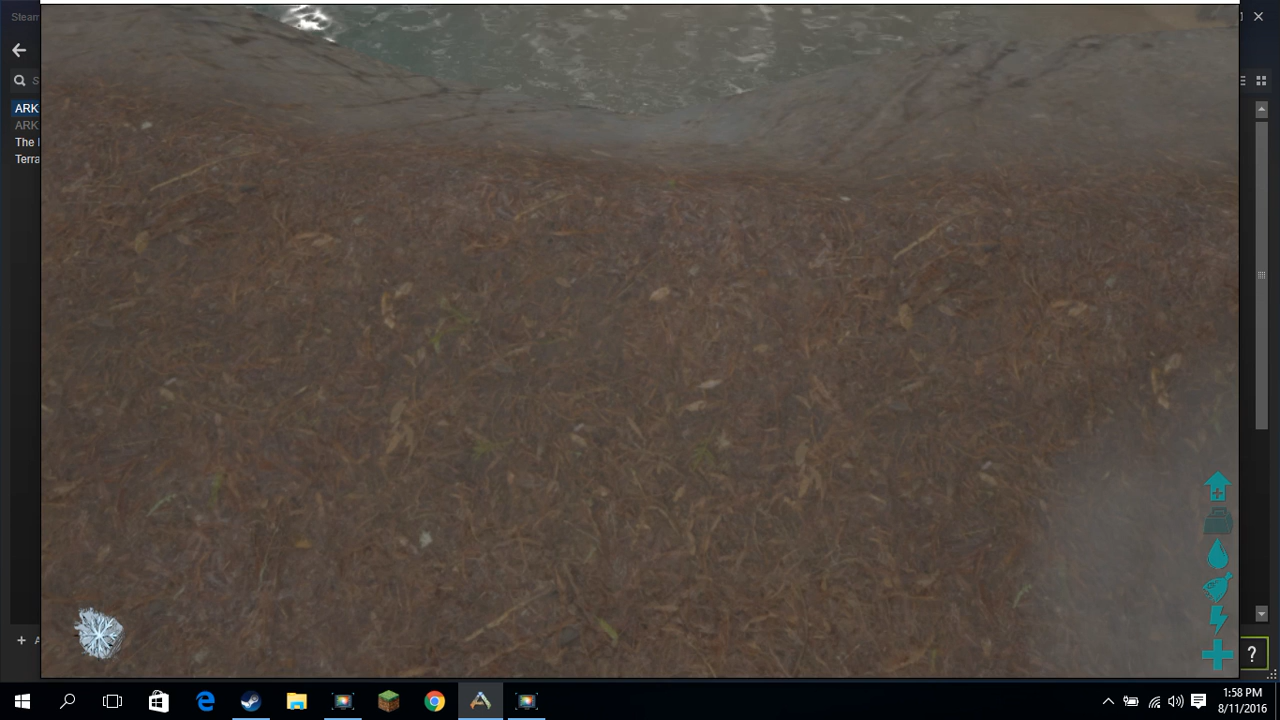 Steam
S
ARK
ARK
The
Terra
A
?
1:58 PM
8/11/2016